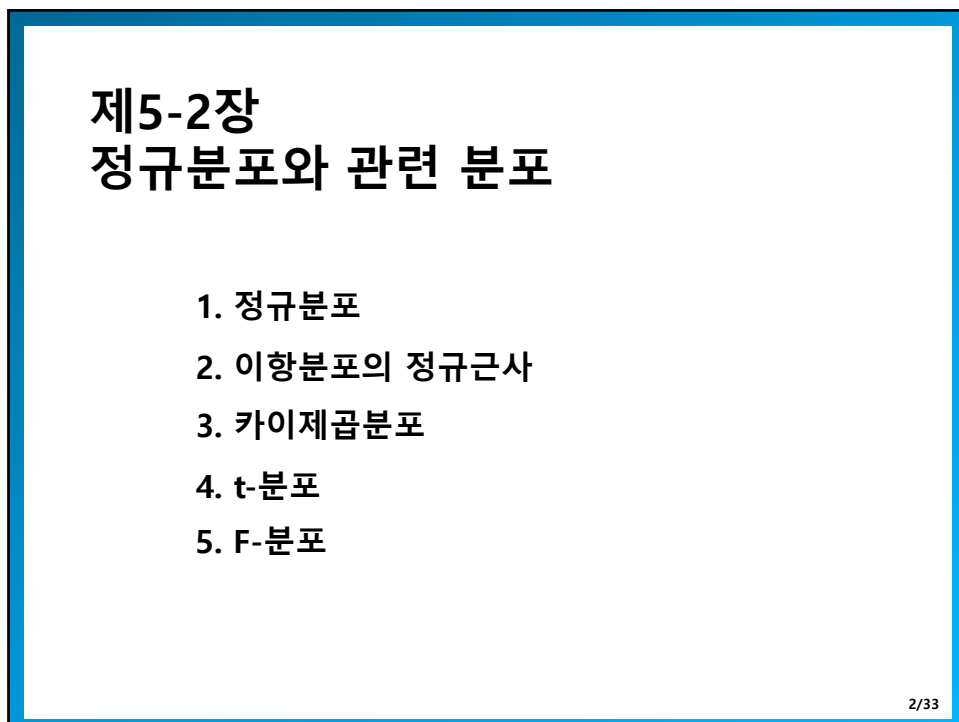 제5-2장
정규분포와 관련 분포
1. 정규분포
2. 이항분포의 정규근사
3. 카이제곱분포
4. t-분포
5. F-분포
2/33